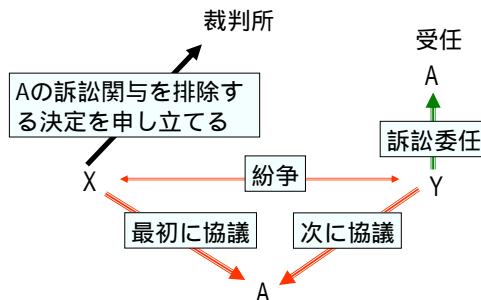 裁判所
受任
A
Aの訴訟関与を排除す
る決定を申し立てる
訴訟委任
X
紛争
Y
最初に協議
次に協議
A